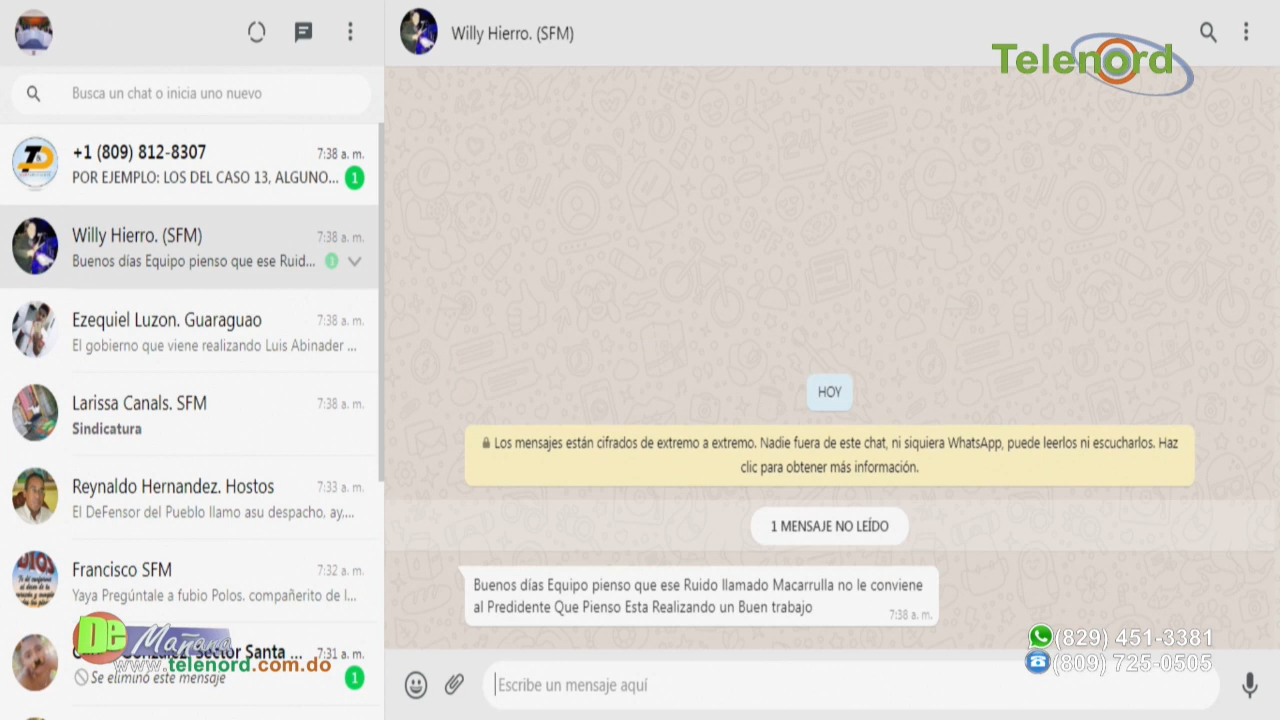 Busca un chat o inicia uno nuevo
+1 (809) 812-8307
7:38 a. m.
POR EJEMPLO: LOS DEL CASO 13, ALGUNO...
1
Willy Hierro. (SFM)
7:38 a. m.
Buenos días Equipo pienso que ese Ruid...
1
Ezequiel Luzon. Guaraguao
7:38 a. m.
El gobierno que viene realizando Luis Abinader ...
Larissa Canals. SFM
7:38 a. m.
Sindicatura
Reynaldo Hernandez. Hostos
7:33 a. m.
El DeFensor del Pueblo llamo asu despacho, ay,...
Francisco SFM
7:32 a. m.
Yaya Pregúntale a fubio Polos. compañerito de l...
Sector Santa ...
7:31 a. m.
Se eliminó este mensaje
1
De Mañana
www.telenord.com.do
Willy Hierro. (SFM)
Telenord
HOY
Los mensajes están cifrados de extremo a extremo. Nadie fuera de este chat, ni siquiera WhatsApp, puede leerlos ni escucharlos. Haz
clic para obtener más información.
1 MENSAJE NO LEÍDO
Buenos días Equipo pienso que ese Ruido llamado Macarrulla no le conviene
al Predidente Que Pienso Esta Realizando un Buen trabajo
7:38 a. m.
(829) 451-3381
(809) 725-0505
Escribe un mensaje aquí